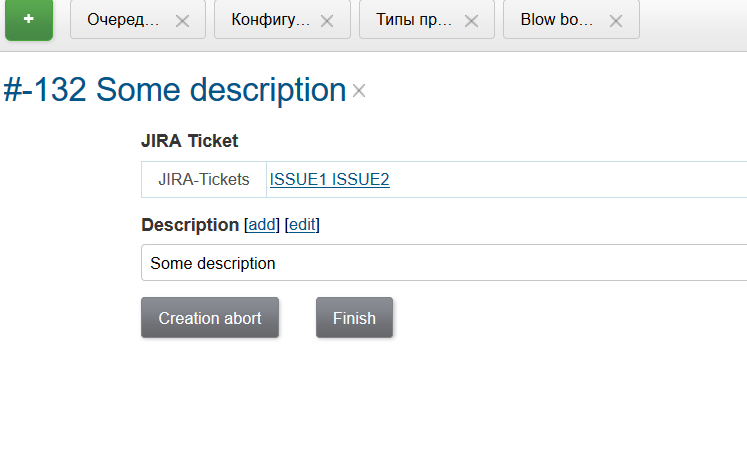 + Очеред... Конфигу... Типы пр... Blow bo...
#-132 Some description
JIRA Ticket
JIRA-Tickets ISSUE1 ISSUE2
Description [add] [edit]
Some description
Creation abort Finish